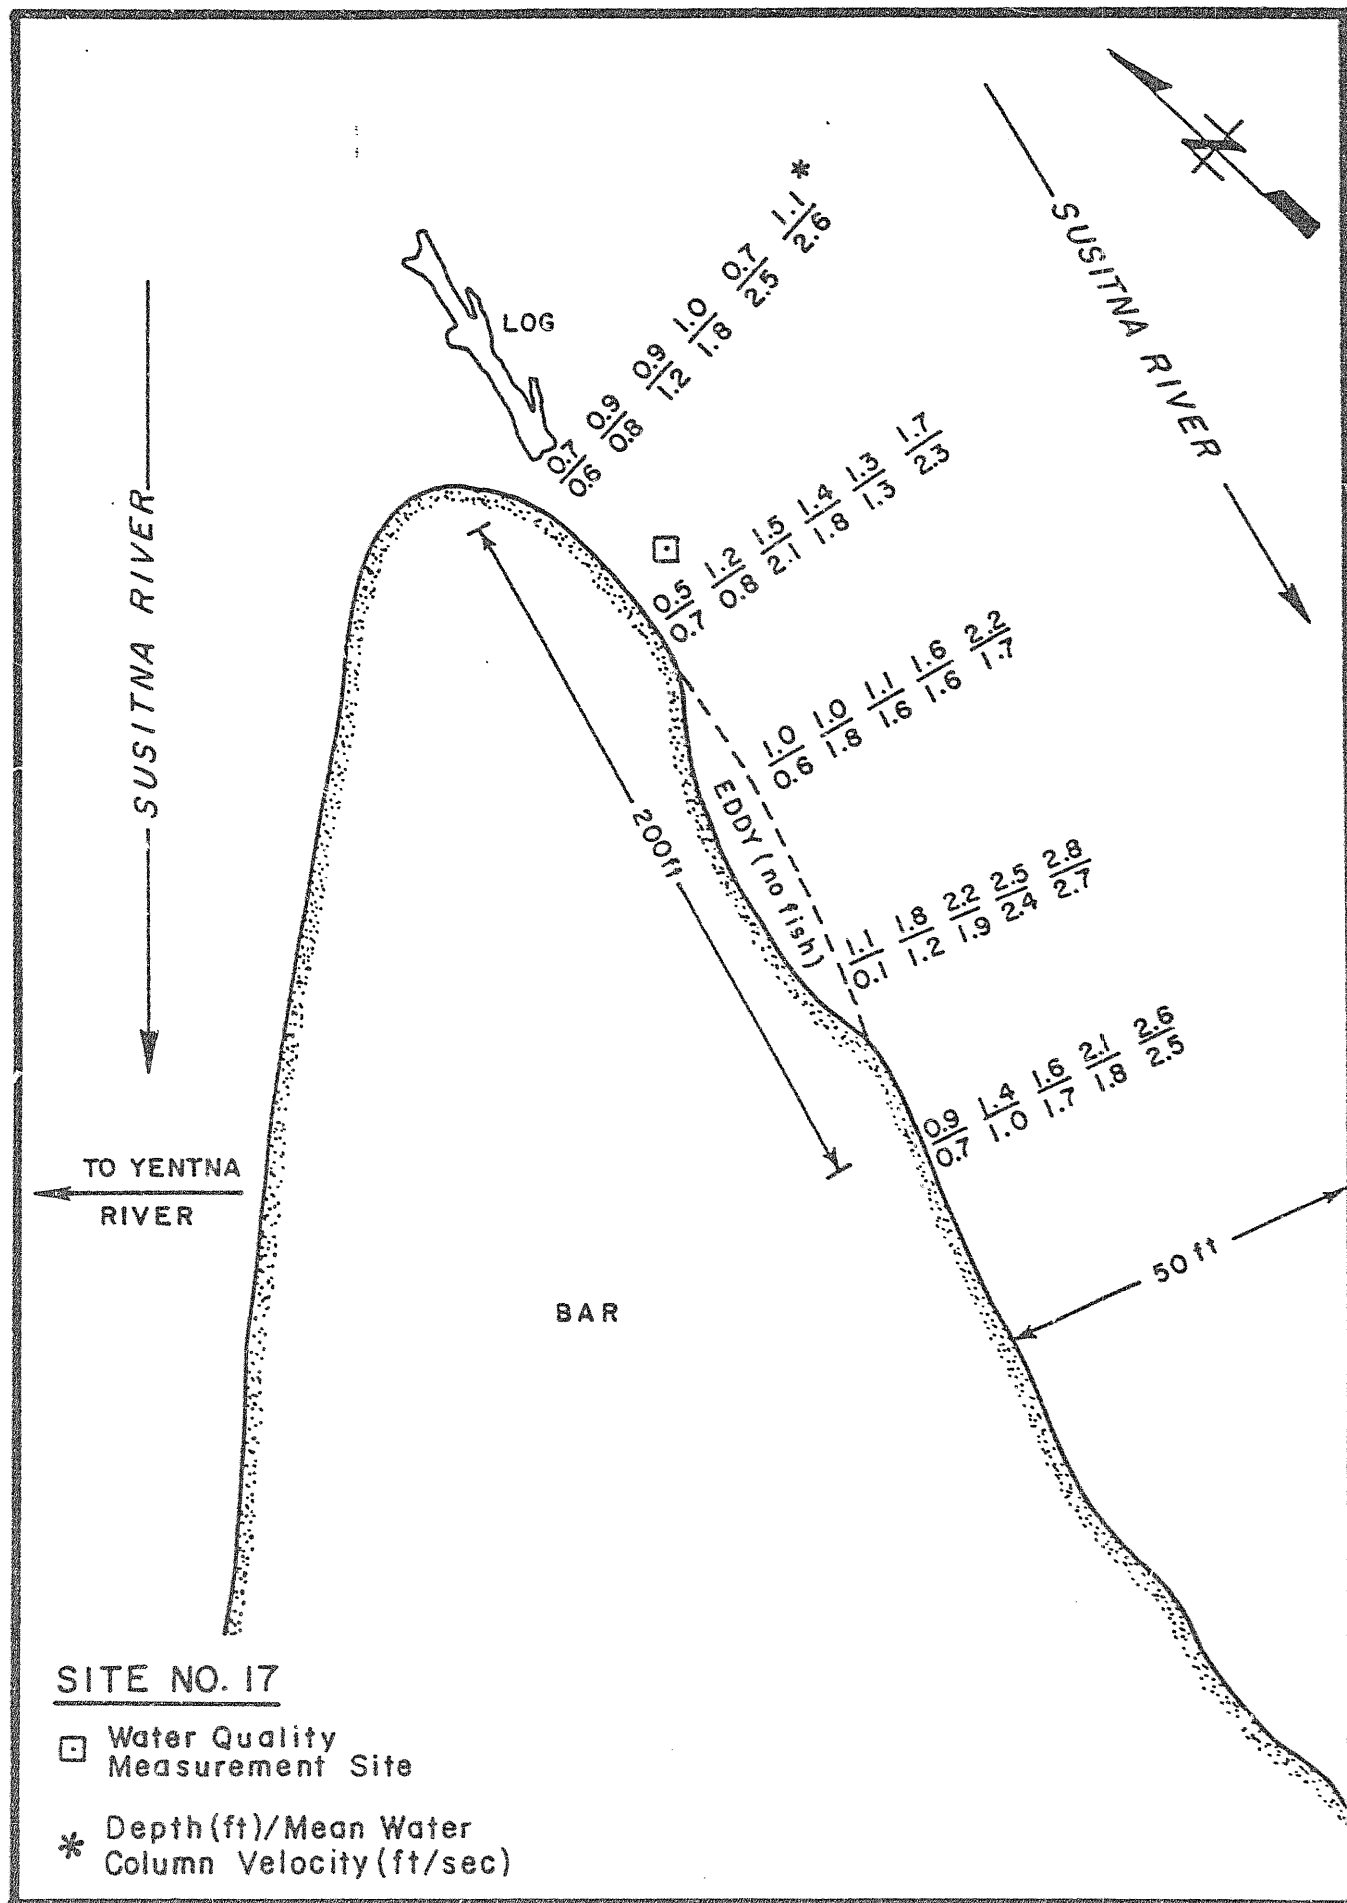 *
1.1/2.6
0.7/2.5
1.0/1.8
0.9/1.2
0.9/0.8
0.7/0.6
N
SUSITNA RIVER
LOG
0.5/0.7 1.2/0.8 1.5/2.1 1.4/1.8 1.3/1.3 1.7/2.3
SUSITNA RIVER
1.0/0.6 1.0/1.8 1.1/1.6 1.6/1.6 2.2/1.7
EDDY (no fish)
200ft
1.1/0.1 1.8/1.2 2.2/1.9 2.5/2.4 2.8/2.7
0.9/0.7 1.4/1.0 1.6/1.7 2.1/1.8 2.6/2.5
TO YENTNA
RIVER
50 ft
BAR
SITE NO. 17
Water Quality
Measurement Site
* Depth(ft)/Mean Water
Column Velocity(ft/sec)